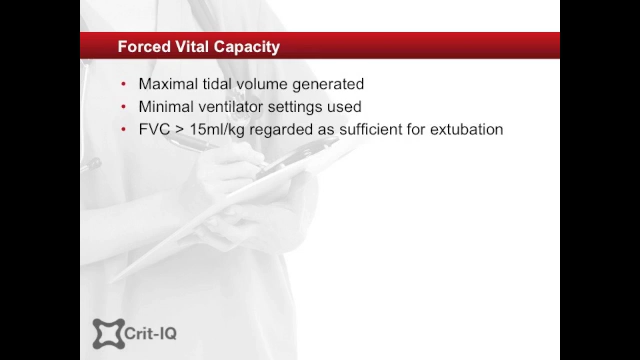 Forced Vital Capacity
• Maximal tidal volume generated
• Minimal ventilator settings used
• FVC > 15ml/kg regarded as sufficient for extubation
Crit-IQ